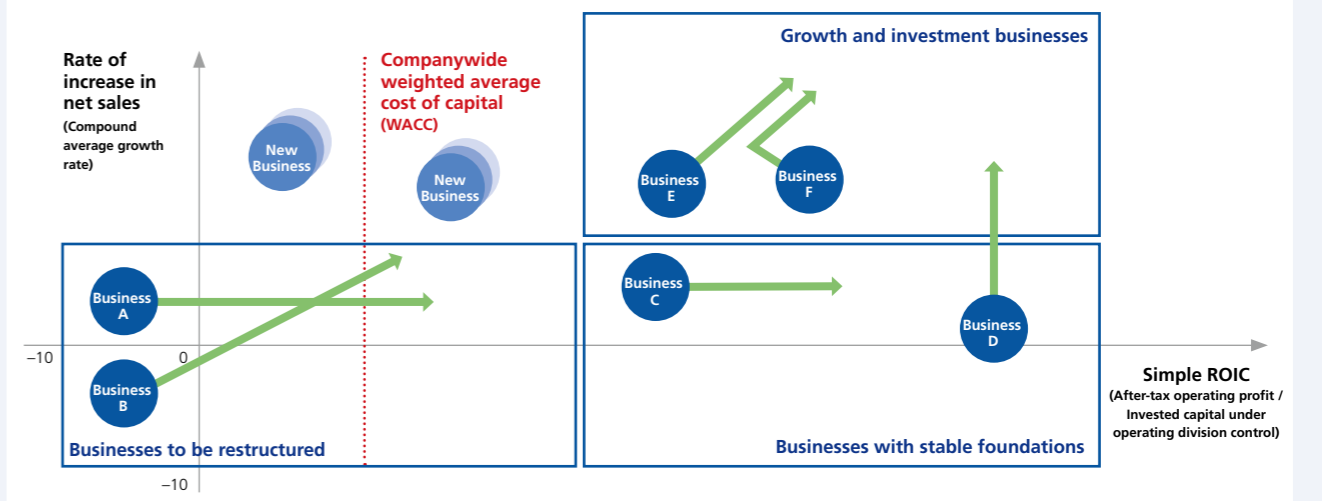 Growth and investment businesses
Rate of
increase in
net sales
(Compound
average growth
rate)
Companywide
weighted average
cost of capital
(WACC)
New
Business
New
Business
Business
E
Business
F
Business
A
Business
C
Business
D
−10
0
Business
B
Simple ROIC
(After-tax operating profit /
Invested capital under
operating division control)
Businesses to be restructured
Businesses with stable foundations
−10